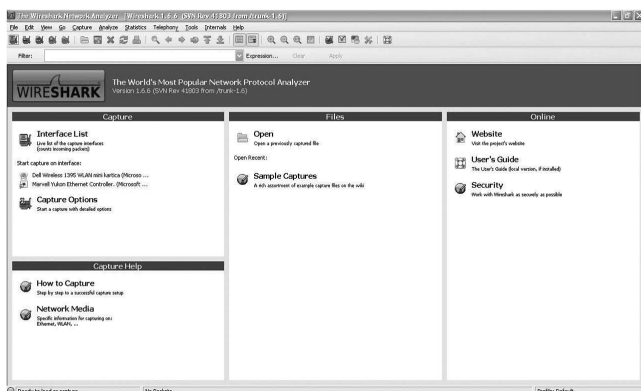 The Wireshark Network Analyzer [Wireshark 1.6.6 (SVN Rev 41803 from /trunk-1.6)]
File Edit View Go Capture Analyze Statistics Telephony Tools Internals Help
Filter: Expression... Clear Apply
WIRESHARK
The World's Most Popular Network Protocol Analyzer
Version 1.6.6 (SVN Rev 41803 from /trunk-1.6)
Capture
Interface List
Live list of the capture interfaces
(counts incoming packets)
Start capture on interface:
Dell Wireless 1395 WLAN mini kartica (Microso ...
Marvell Yukon Ethernet Controller. (Microsoft ...
Capture Options
Start a capture with detailed options
Capture Help
How to Capture
Step by step to a successful capture setup
Network Media
Specific information for capturing on:
Ethernet, WLAN, ...
Files
Open
Open a previously captured file
Open Recent:
Sample Captures
A rich assortment of example capture files on the wiki
Online
Website
Visit the project's website
User's Guide
The User's Guide (local version, if installed)
Security
Work with Wireshark as securely as possible
Ready to load or capture No Packets Profile: Default